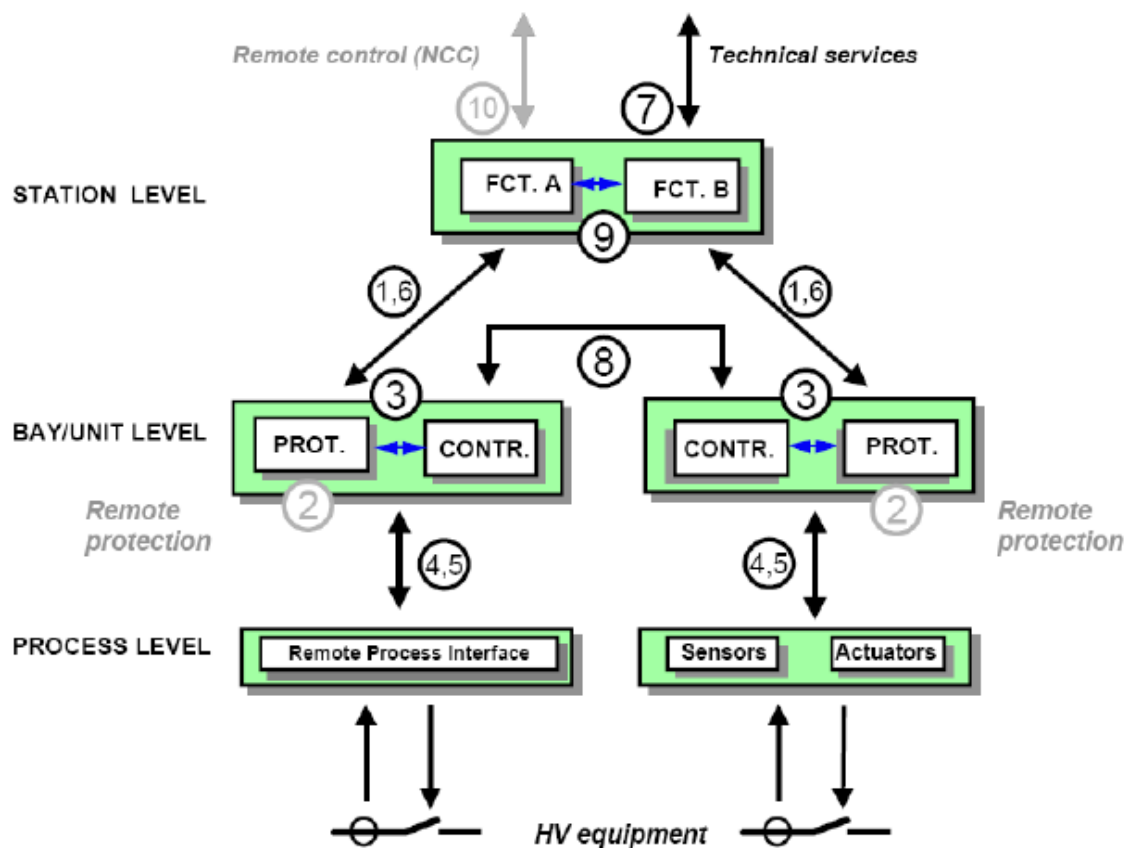 Remote control (NCC)
Technical services
10
7
STATION LEVEL
FCT. A
FCT. B
9
1,6
1,6
8
3
3
BAY/UNIT LEVEL
PROT.
CONTR.
CONTR.
PROT.
2
2
Remote
protection
Remote
protection
4,5
4,5
PROCESS LEVEL
Remote Process Interface
Sensors
Actuators
HV equipment